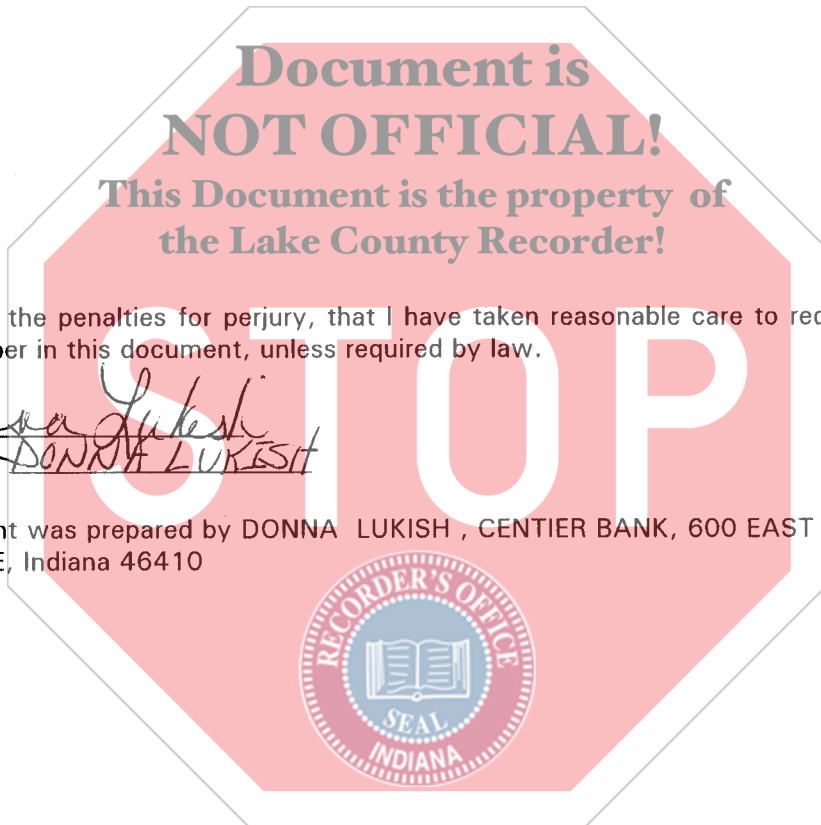 Document is
NOT OFFICIAL!
This Document is the property of
the Lake County Recorder!
the penalties for perjury, that I have taken reasonable care to red
er in this document, unless required by law.
Lukish
DONNA LUKISH
STOP
nt was prepared by DONNA LUKISH , CENTIER BANK, 600 EAST
E, Indiana 46410
RECORDER'S OFFICE
SEAL
INDIANA